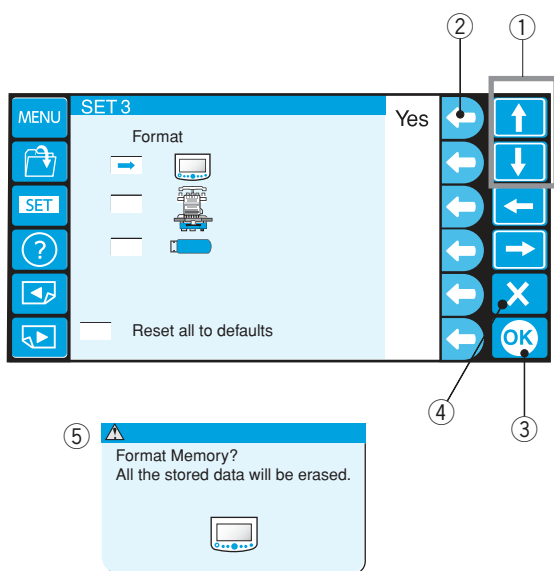 ② ①
MENU SET 3 Yes
Format
SET
?
Reset all to defaults
X
OK
④ ③
⑤
Format Memory?
All the stored data will be erased.